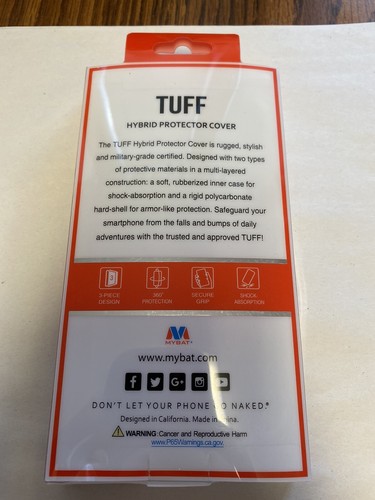 TUFF
HYBRID PROTECTOR COVER
The TUFF Hybrid Protector Cover is rugged, stylish
and military-grade certified. Designed with two types
of protective materials in a multi-layered
construction: a soft, rubberized inner case for
shock-absorption and a rigid polycarbonate
hard-shell for armor-like protection. Safeguard your
smartphone from the falls and bumps of daily
adventures with the trusted and approved TUFF!
3-PIECE DESIGN
360° PROTECTION
SECURE GRIP
SHOCK ABSORPTION
MYBAT
www.mybat.com
DON'T LET YOUR PHONE GO NAKED.®
Designed in California. Made in China.
WARNING: Cancer and Reproductive Harm
www.P65Warnings.ca.gov